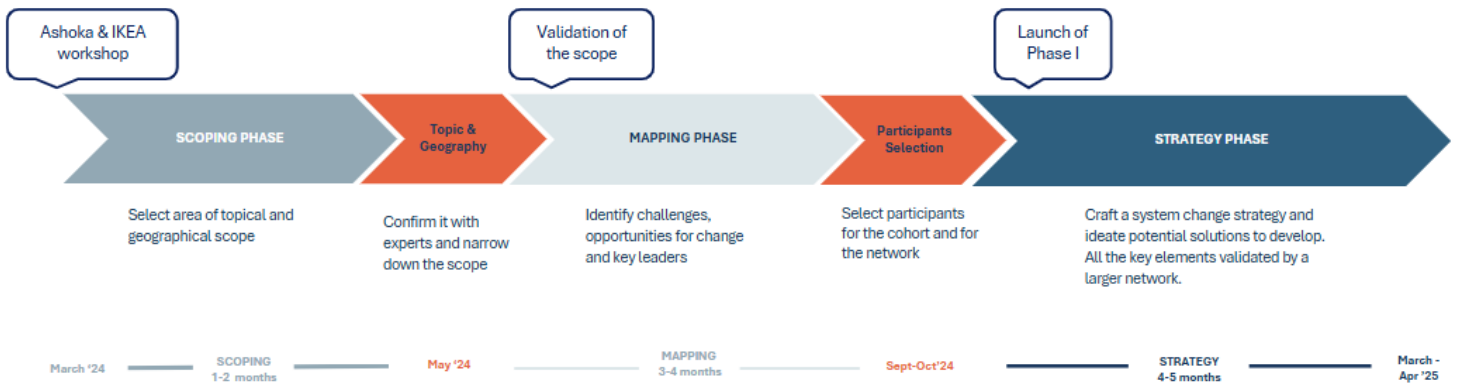 Ashoka & IKEA
workshop
Validation of
the scope
Launch of
Phase I
SCOPING PHASE
Topic &
Geography
MAPPING PHASE
Participants
Selection
STRATEGY PHASE
Select area of topical and
geographical scope
Confirm it with
experts and narrow
down the scope
Identify challenges,
opportunities for change
and key leaders
Select participants
for the cohort and for
the network
Craft a system change strategy and
ideate potential solutions to develop.
All the key elements validated by a
larger network.
March ‘24
SCOPING
1-2 months
May ‘24
MAPPING
3-4 months
Sept-Oct’24
STRATEGY
4-5 months
March -
Apr ’25